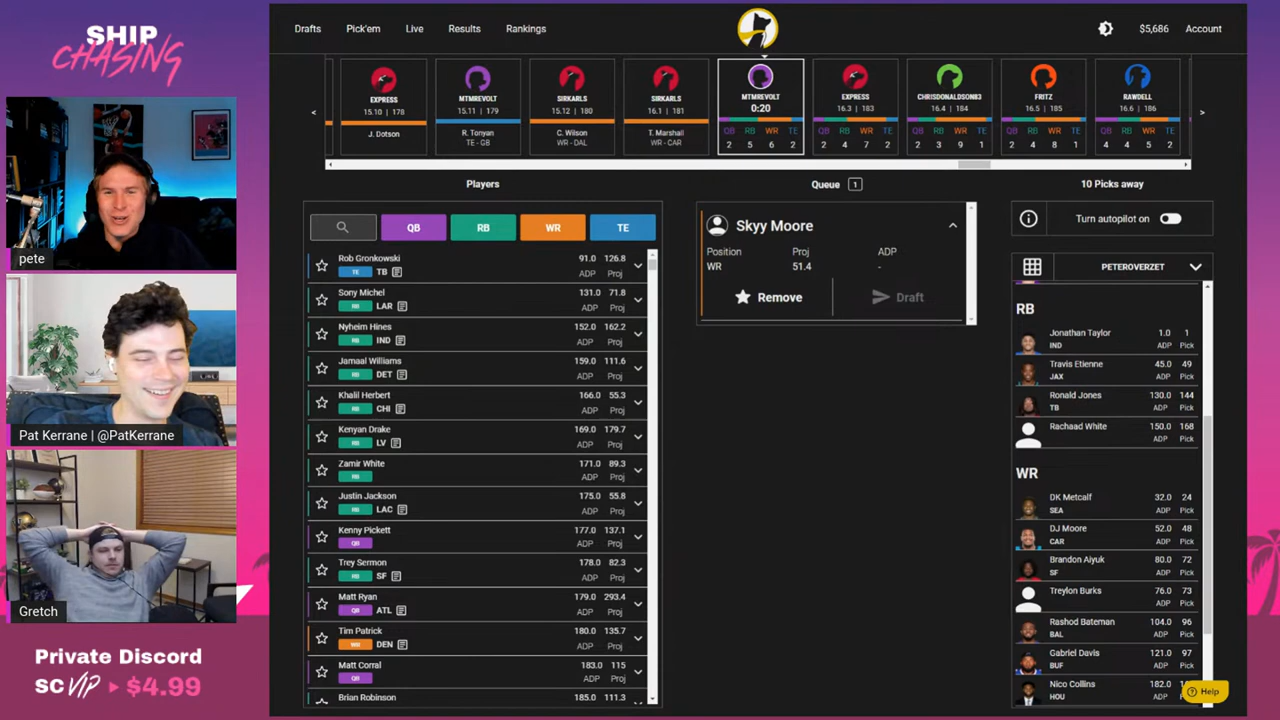 SHIP
CHASING
pete
Pat Kerrane | @PatKerrane
Gretch
Private Discord
SC VIP ▸ $4.99
Drafts Pick'em Live Results Rankings $5,686 Account
< EXPRESS MTMREVOLT SIRKARLS SIRKARLS MTMREVOLT EXPRESS CHRISDONALDSON83 FRITZ RAWDELL >
15.10 | 178 15.11 | 179 15.12 | 180 16.1 | 181 0:20 16.3 | 183 16.4 | 184 16.5 | 185 16.6 | 186
J. Dotson
R. Tonyan
TE - GB
C. Wilson
WR - DAL
T. Marshall
WR - CAR
QB RB WR TE QB RB WR TE QB RB WR TE QB RB WR TE QB RB WR TE
2 5 6 2 2 4 7 2 2 3 9 1 2 4 8 1 4 4 5 2
Players
QB RB WR TE
Rob Gronkowski 91.0 126.8
TE TB ADP Proj
Sony Michel 131.0 71.8
RB LAR ADP Proj
Nyheim Hines 152.0 162.2
RB IND ADP Proj
Jamaal Williams 159.0 111.6
RB DET ADP Proj
Khalil Herbert 166.0 55.3
RB CHI ADP Proj
Kenyan Drake 169.0 179.7
RB LV ADP Proj
Zamir White 171.0 89.3
RB ADP Proj
Justin Jackson 175.0 55.8
RB LAC ADP Proj
Kenny Pickett 177.0 137.1
QB ADP Proj
Trey Sermon 178.0 82.3
RB SF ADP Proj
Matt Ryan 179.0 293.4
QB ATL ADP Proj
Tim Patrick 180.0 135.7
WR DEN ADP Proj
Matt Corral 183.0 115
QB ADP Proj
Brian Robinson 185.0 111.3
Queue 1
Skyy Moore
Position Proj ADP
WR 51.4 -
Remove Draft
10 Picks away
Turn autopilot on
PETEROVERZET
RB
Jonathan Taylor 1.0 1
IND ADP Pick
Travis Etienne 45.0 49
JAX ADP Pick
Ronald Jones 130.0 144
TB ADP Pick
Rachaad White 150.0 168
ADP Pick
WR
DK Metcalf 32.0 24
SEA ADP Pick
DJ Moore 52.0 48
CAR ADP Pick
Brandon Aiyuk 80.0 72
SF ADP Pick
Treylon Burks 76.0 73
ADP Pick
Rashod Bateman 104.0 96
BAL ADP Pick
Gabriel Davis 121.0 97
BUF ADP Pick
Nico Collins 182.0
HOU
Help